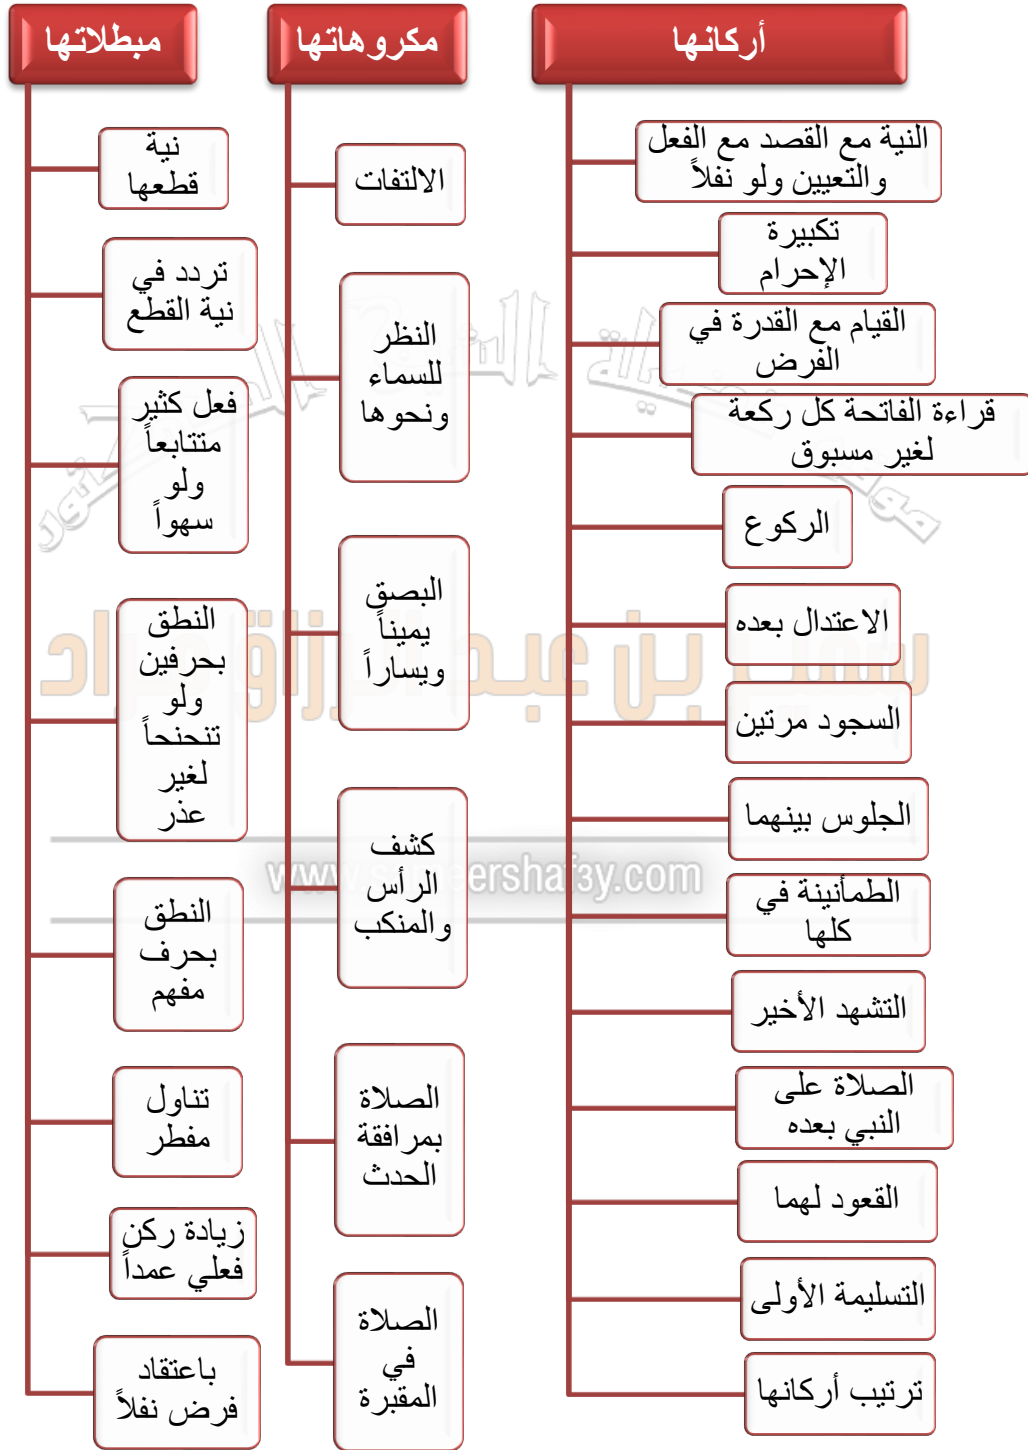 أركانها
النية مع القصد مع الفعل
والتعيين ولو نفلاً
تكبيرة
الإحرام
القيام مع القدرة في
الفرض
قراءة الفاتحة كل ركعة
لغير مسبوق
الركوع
الاعتدال بعده
السجود مرتين
الجلوس بينهما
الطمأنينة في
كلها
التشهد الأخير
الصلاة على
النبي بعده
القعود لهما
التسليمة الأولى
ترتيب أركانها
مكروهاتها
الالتفات
النظر
للسماء
ونحوها
البصق
يميناً
ويساراً
كشف
الرأس
والمنكب
الصلاة
بمرافقة
الحدث
الصلاة
في
المقبرة
مبطلاتها
نية
قطعها
تردد في
نية القطع
فعل كثير
متتابعاً
ولو
سهواً
النطق
بحرفين
ولو
تنحنحاً
لغير
عذر
النطق
بحرف
مفهم
تناول
مفطر
زيادة ركن
فعلي عمداً
باعتقاد
فرض نفلاً